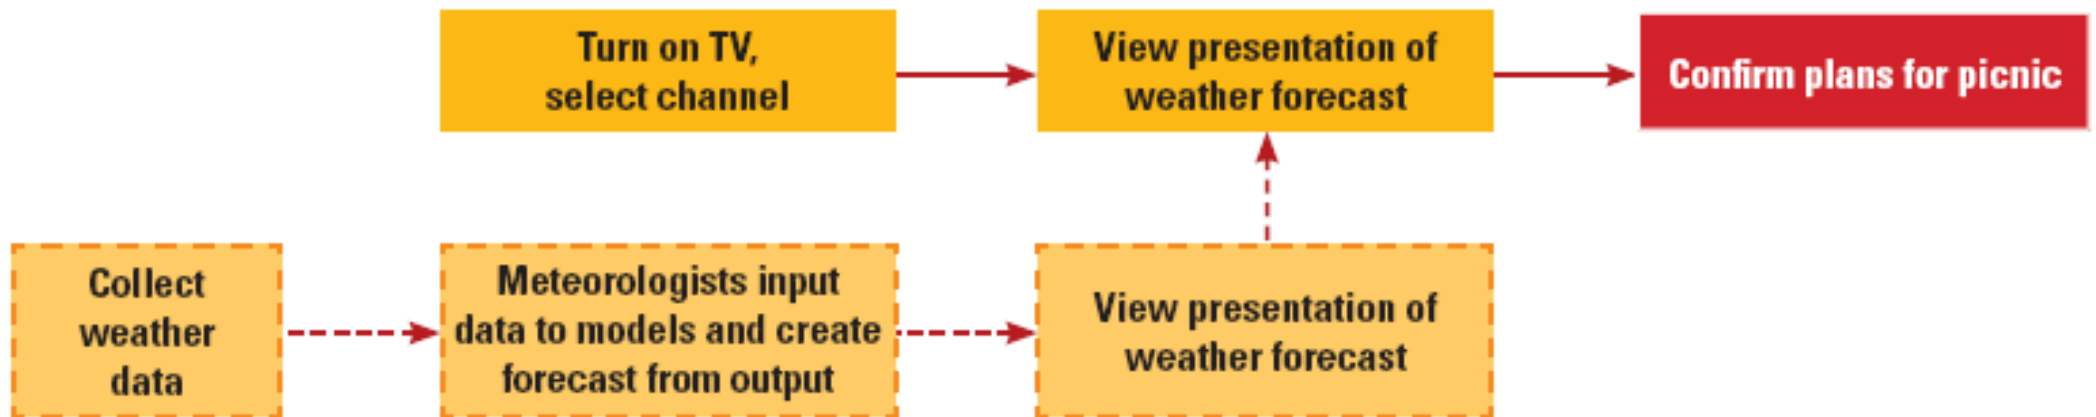 Turn on TV,
select channel
View presentation of
weather forecast
Confirm plans for picnic
Collect
weather
data
Meteorologists input
data to models and create
forecast from output
View presentation of
weather forecast